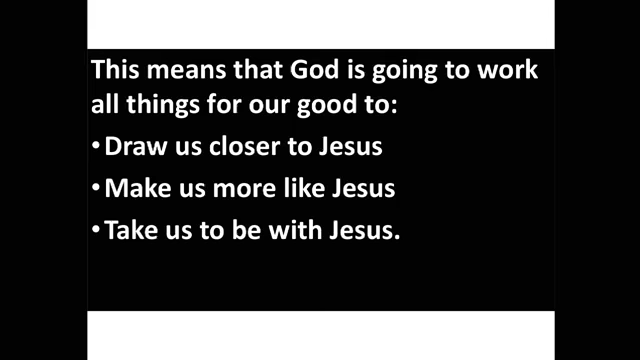 This means that God is going to work
all things for our good to:
•Draw us closer to Jesus
•Make us more like Jesus
•Take us to be with Jesus.